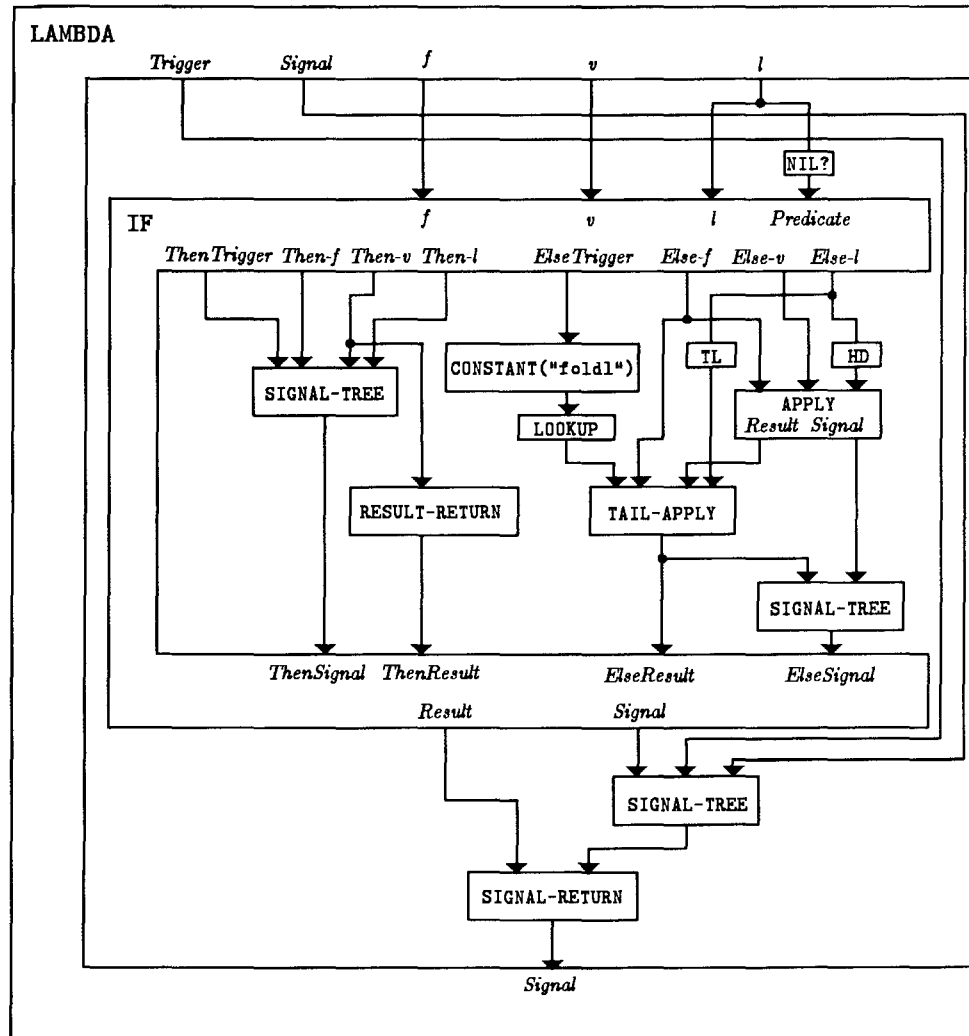 LAMBDA
Trigger Signal f v l
NIL?
IF f v l Predicate
ThenTrigger Then-f Then-v Then-l ElseTrigger Else-f Else-v Else-l
SIGNAL-TREE CONSTANT("foldl") TL HD
LOOKUP APPLY
Result Signal
RESULT-RETURN TAIL-APPLY
SIGNAL-TREE
ThenSignal ThenResult ElseResult ElseSignal
Result Signal
SIGNAL-TREE
SIGNAL-RETURN
Signal